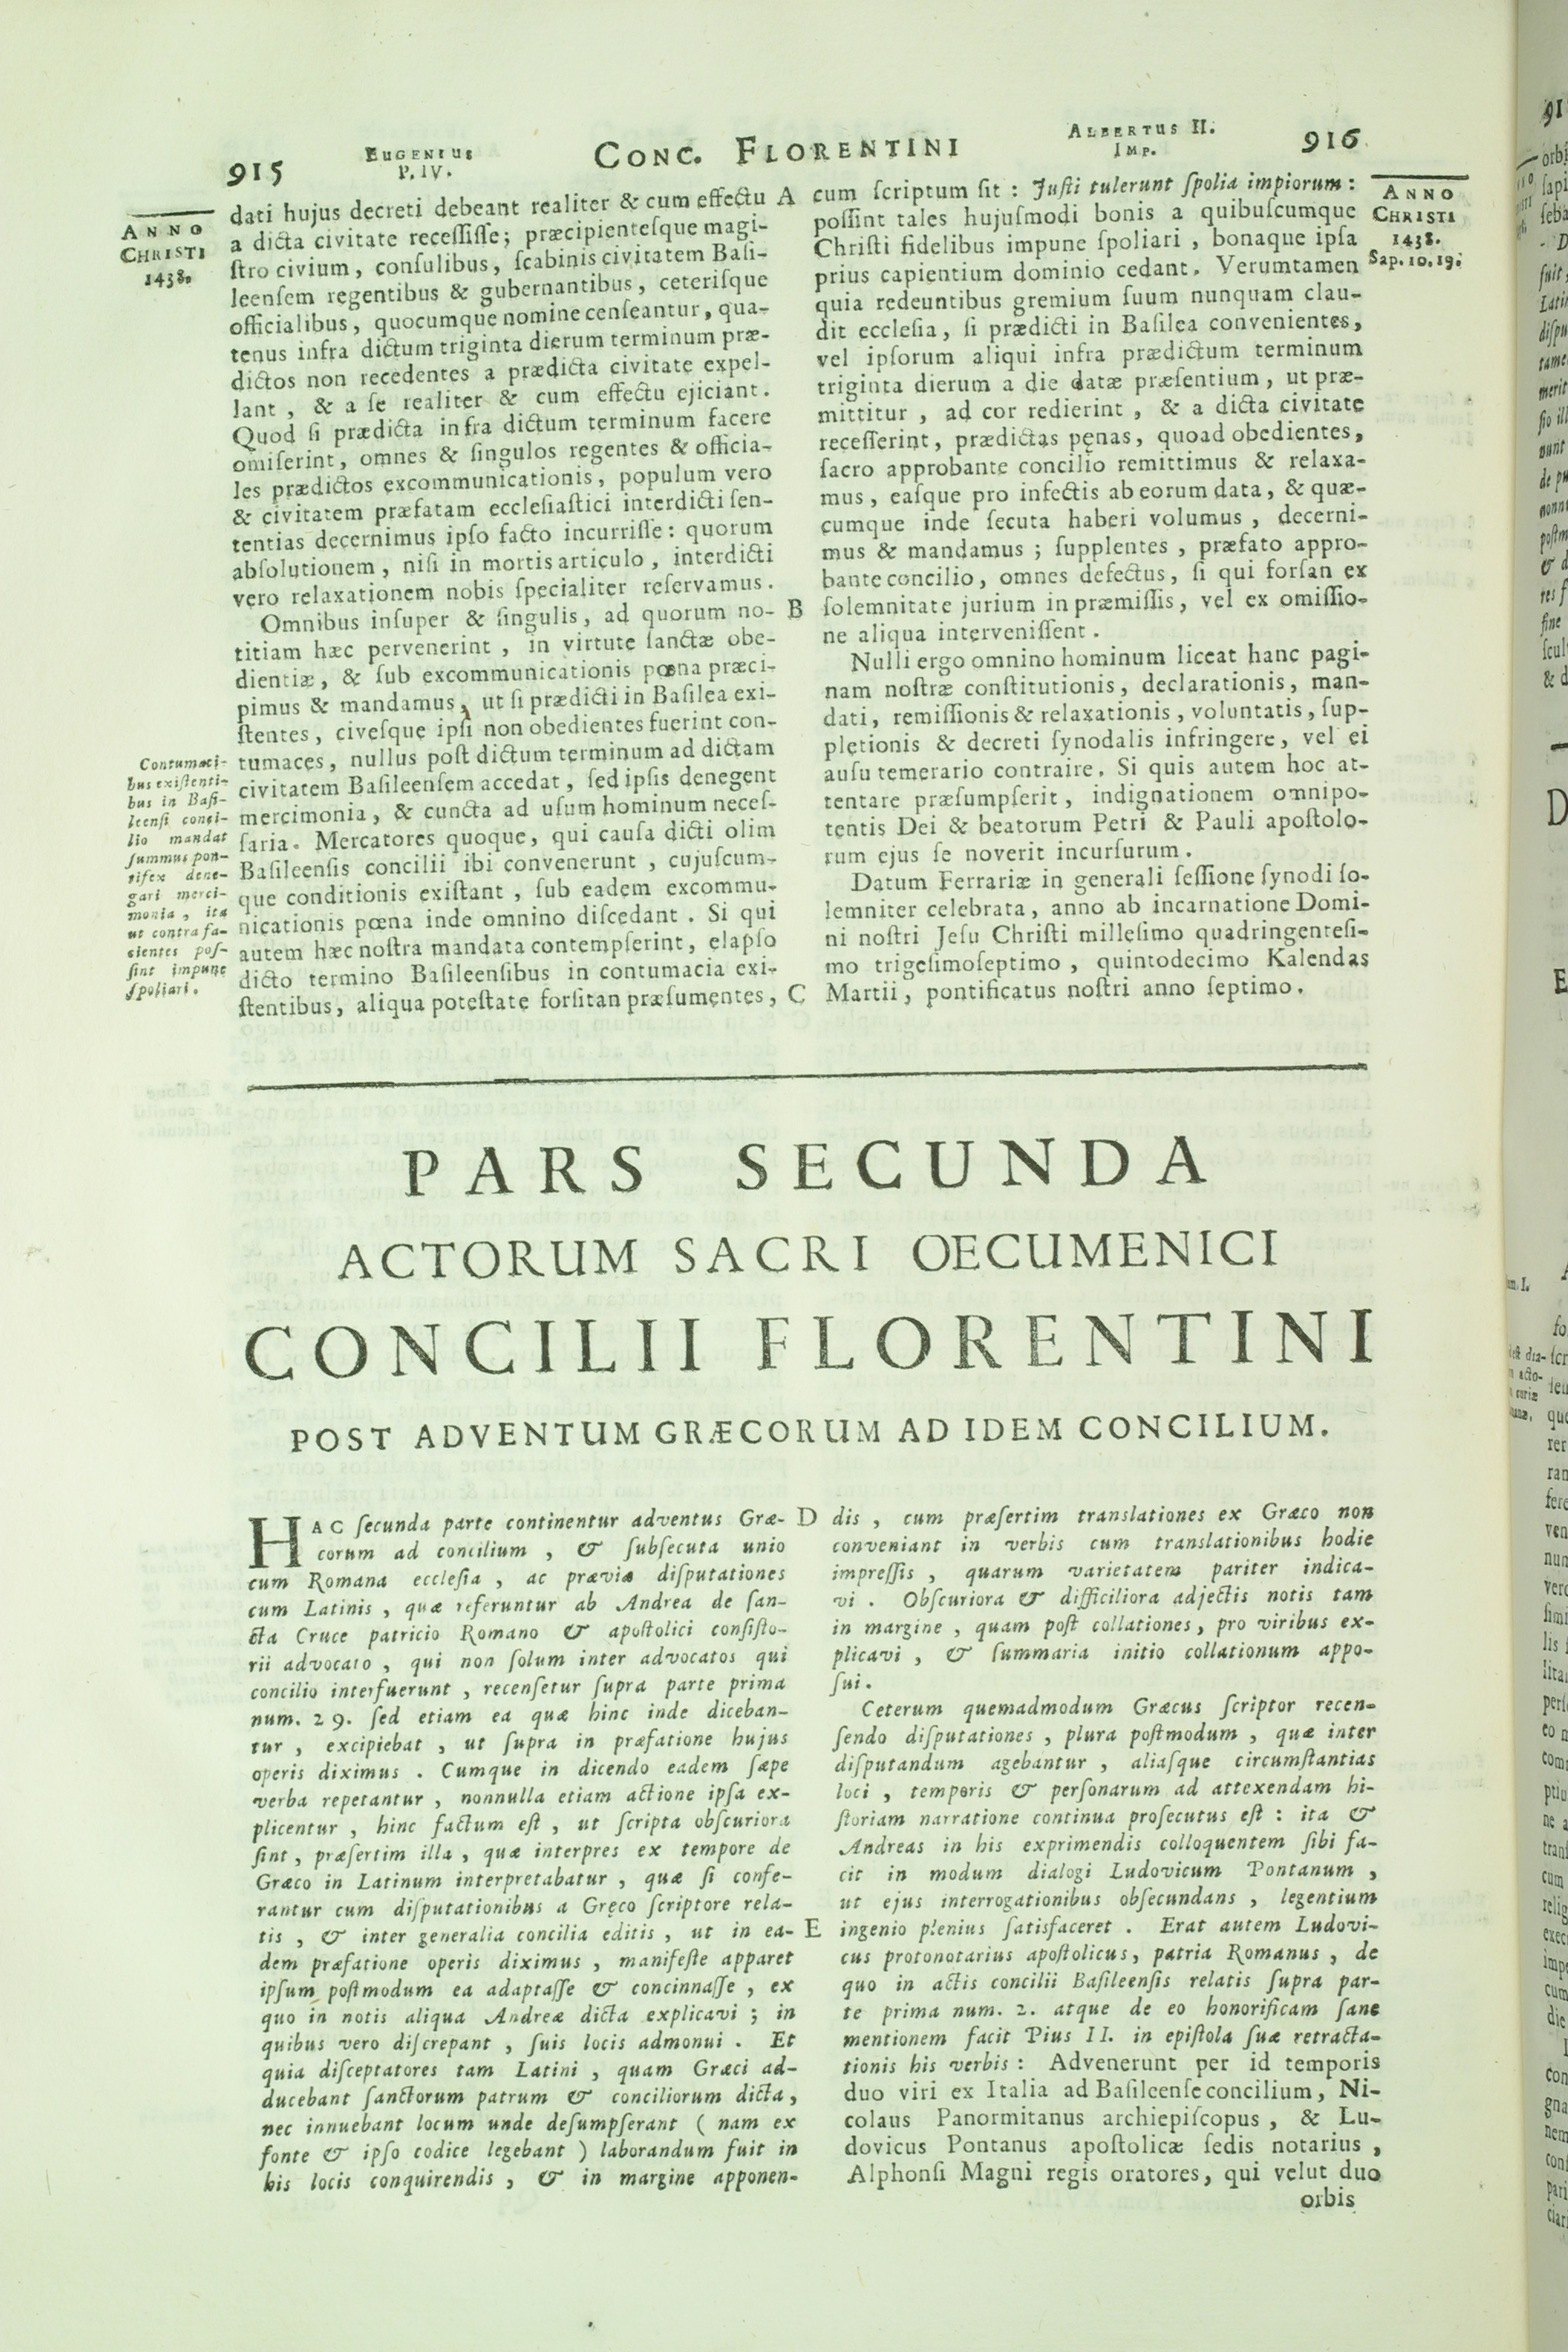 915
EUGENIUS
P. IV.
CONC. FLORENTINI
ALBERTUS II.
IMP.
916
ANNO
CHRISTI
1438.
dati hujus decreti debeant realiter & cum effectu A
a dicta civitate receſſiſſe; præcipienteſque magi-
ſtro civium, conſulibus, ſcabinis civitatem Baſi-
leenſem regentibus & gubernantibus, ceteriſque
officialibus, quocumque nomine cenſeantur, qua-
tenus infra dictum triginta dierum terminum præ-
dictos non recedentes a prædicta civitate expel-
lant, & a ſe realiter & cum effectu ejiciant.
Quod ſi prædicta infra dictum terminum facere
omiſerint, omnes & ſingulos regentes & officia-
les prædictos excommunicationis, populum vero
& civitatem præfatam eccleſiaſtici interdicti ſen-
tentias decernimus ipſo facto incurriſſe: quorum
abſolutionem, niſi in mortis articulo, interdicti
vero relaxationem nobis ſpecialiter reſervamus.
Omnibus inſuper & ſingulis, ad quorum no- B
titiam hæc pervenerint, in virtute ſanctæ obe-
dientiæ, & ſub excommunicationis pœna præci-
pimus & mandamus, ut ſi prædicti in Baſilea exi-
ſtentes, civeſque ipſi non obedientes fuerint con-
tumaces, nullus poſt dictum terminum ad dictam
civitatem Baſileenſem accedat, ſed ipſis denegent
mercimonia, & cuncta ad uſum hominum neceſ-
ſaria. Mercatores quoque, qui cauſa dicti olim
Baſileenſis concilii ibi convenerunt, cujuſcum-
que conditionis exiſtant, ſub eadem excommu-
nicationis pœna inde omnino diſcedant. Si qui
autem hæc noſtra mandata contempſerint, elapſo
dicto termino Baſileenſibus in contumacia exi-
ſtentibus, aliqua poteſtate forſitan præſumentes, C
Contumaci-
bus exiſtenti-
bus in Baſi-
leenſi conci-
lio mandat
ſummus pon-
tifex dene-
gari merci-
monia, ita
ut contra fa-
cientes poſ-
ſint impune
ſpoliari.
cum ſcriptum ſit: Juſti tulerunt ſpolia impiorum:
poſſint tales hujuſmodi bonis a quibuſcumque
Chriſti fidelibus impune ſpoliari, bonaque ipſa
prius capientium dominio cedant. Verumtamen
quia redeuntibus gremium ſuum nunquam clau-
dit eccleſia, ſi prædicti in Baſilea convenientes,
vel ipſorum aliqui infra prædictum terminum
triginta dierum a die datæ præſentium, ut præ-
mittitur, ad cor redierint, & a dicta civitate
receſſerint, prædictas pęnas, quoad obedientes,
ſacro approbante concilio remittimus & relaxa-
mus, eaſque pro infectis ab eorum data, & quæ-
cumque inde ſecuta haberi volumus, decerni-
mus & mandamus; ſupplentes, præfato appro-
bante concilio, omnes defectus, ſi qui forſan ex
ſolemnitate jurium in præmiſſis, vel ex omiſſio-
ne aliqua interveniſſent.
Nulli ergo omnino hominum liceat hanc pagi-
nam noſtræ conſtitutionis, declarationis, man-
dati, remiſſionis & relaxationis, voluntatis, ſup-
pletionis & decreti ſynodalis infringere, vel ei
auſu temerario contraire. Si quis autem hoc at-
tentare præſumpſerit, indignationem omnipo-
tentis Dei & beatorum Petri & Pauli apoſtolo-
rum ejus ſe noverit incurſurum.
Datum Ferrariæ in generali ſeſſione ſynodi ſo-
lemniter celebrata, anno ab incarnatione Domi-
ni noſtri Jeſu Chriſti milleſimo quadringenteſi-
mo trigeſimoſeptimo, quintodecimo Kalendas
Martii, pontificatus noſtri anno ſeptimo.
ANNO
CHRISTI
1438.
Sap. 10. 19.
PARS SECUNDA
ACTORUM SACRI OECUMENICI
CONCILII FLORENTINI
POST ADVENTUM GRÆCORUM AD IDEM CONCILIUM.
HAC ſecunda parte continentur adventus Græ- D
corum ad concilium, & ſubſecuta unio
cum Romana eccleſia, ac præviæ diſputationes
cum Latinis, quæ referuntur ab Andrea de ſan-
cta Cruce patricio Romano & apoſtolici conſiſto-
rii advocato, qui non ſolum inter advocatos qui
concilio interfuerunt, recenſetur ſupra parte prima
num. 29. ſed etiam ea quæ hinc inde diceban-
tur, excipiebat, ut ſupra in præfatione hujus
operis diximus. Cumque in dicendo eadem ſæpe
verba repetantur, nonnulla etiam actione ipſa ex-
plicentur, hinc factum eſt, ut ſcripta obſcuriora
ſint, præſertim illa, quæ interpres ex tempore de
Græco in Latinum interpretabatur, quæ ſi confe-
rantur cum diſputationibus a Gręco ſcriptore rela-
tis, & inter generalia concilia editis, ut in ea- E
dem præfatione operis diximus, manifeſte apparet
ipſum poſtmodum ea adaptaſſe & concinnaſſe, ex
quo in notis aliqua Andreæ dicta explicavi; in
quibus vero diſcrepant, ſuis locis admonui. Et
quia diſceptatores tam Latini, quam Græci ad-
ducebant ſanctorum patrum & conciliorum dicta,
nec innuebant locum unde deſumpſerant (nam ex
fonte & ipſo codice legebant) laborandum fuit in
his locis conquirendis, & in margine apponen-
dis, cum præſertim translationes ex Græco non
conveniant in verbis cum translationibus hodie
impreſſis, quarum varietatem pariter indica-
vi. Obſcuriora & difficiliora adjectis notis tam
in margine, quam poſt collationes, pro viribus ex-
plicavi, & ſummaria initio collationum appo-
ſui.
Ceterum quemadmodum Græcus ſcriptor recen-
ſendo diſputationes, plura poſtmodum, quæ inter
diſputandum agebantur, aliaſque circumſtantias
loci, temporis & perſonarum ad attexendam hi-
ſtoriam narratione continua proſecutus eſt: ita &
Andreas in his exprimendis colloquentem ſibi fa-
cit in modum dialogi Ludovicum Pontanum,
ut ejus interrogationibus obſecundans, legentium
ingenio plenius ſatisfaceret. Erat autem Ludovi-
cus protonotarius apoſtolicus, patria Romanus, de
quo in actis concilii Baſileenſis relatis ſupra par-
te prima num. 2. atque de eo honorificam ſane
mentionem facit Pius II. in epiſtola ſuæ retracta-
tionis his verbis: Advenerunt per id temporis
duo viri ex Italia ad Baſileenſe concilium, Ni-
colaus Panormitanus archiepiſcopus, & Lu-
dovicus Pontanus apoſtolicæ ſedis notarius,
Alphonſi Magni regis oratores, qui velut duo
orbis